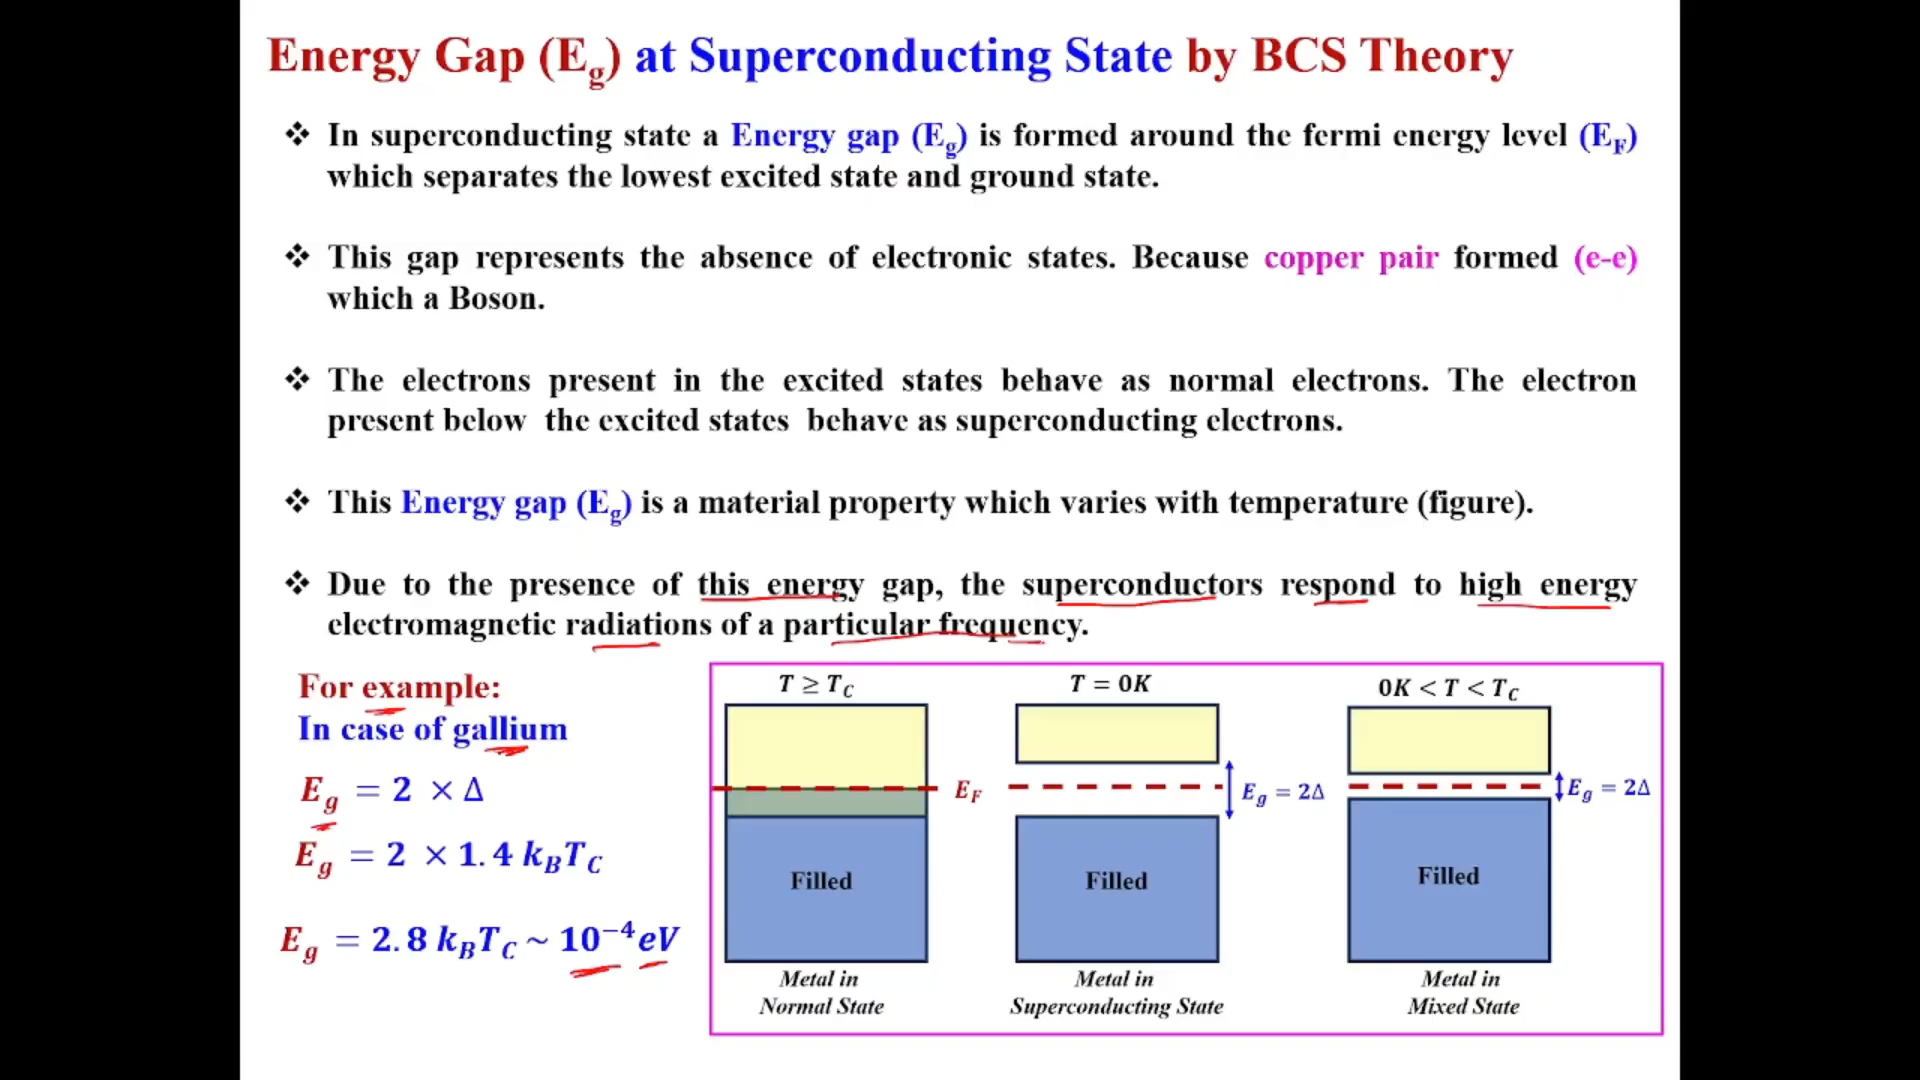 Energy Gap (Eg) at Superconducting State by BCS Theory
❖ In superconducting state a Energy gap (Eg) is formed around the fermi energy level (EF)
which separates the lowest excited state and ground state.
❖ This gap represents the absence of electronic states. Because copper pair formed (e-e)
which a Boson.
❖ The electrons present in the excited states behave as normal electrons. The electron
present below the excited states behave as superconducting electrons.
❖ This Energy gap (Eg) is a material property which varies with temperature (figure).
❖ Due to the presence of this energy gap, the superconductors respond to high energy
electromagnetic radiations of a particular frequency.
For example:
In case of gallium
Eg = 2 × Δ
Eg = 2 × 1.4 kBTC
Eg = 2.8 kBTC ~ 10⁻⁴ eV
T ≥ TC
EF
Filled
Metal in
Normal State
T = 0K
Eg = 2Δ
Filled
Metal in
Superconducting State
0K < T < TC
Eg = 2Δ
Filled
Metal in
Mixed State